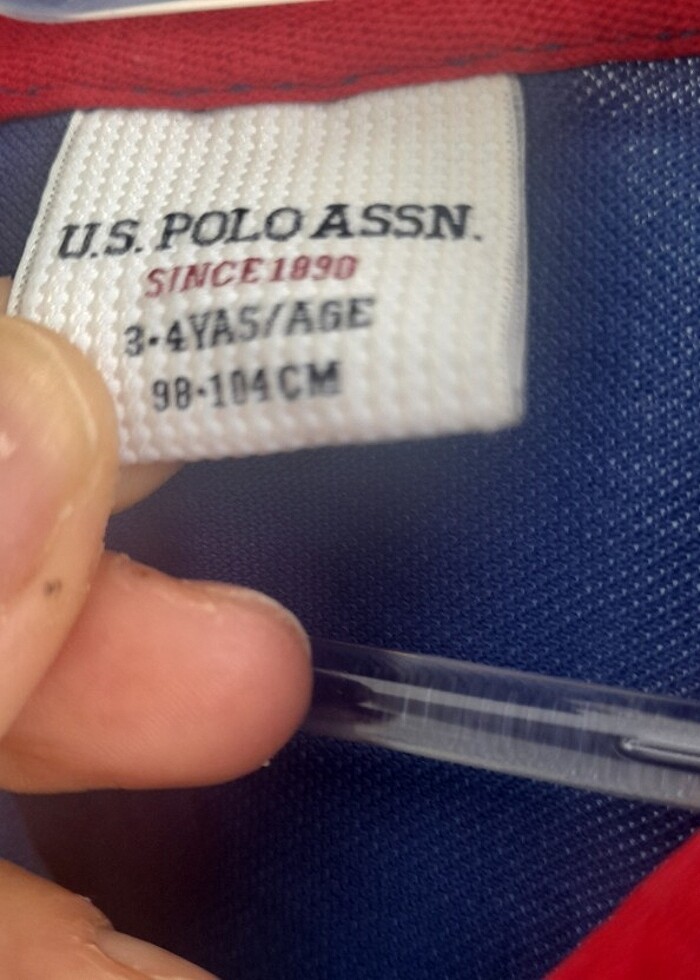 U.S. POLO ASSN.
SINCE 1890
3-4YAS/AGE
98-104CM